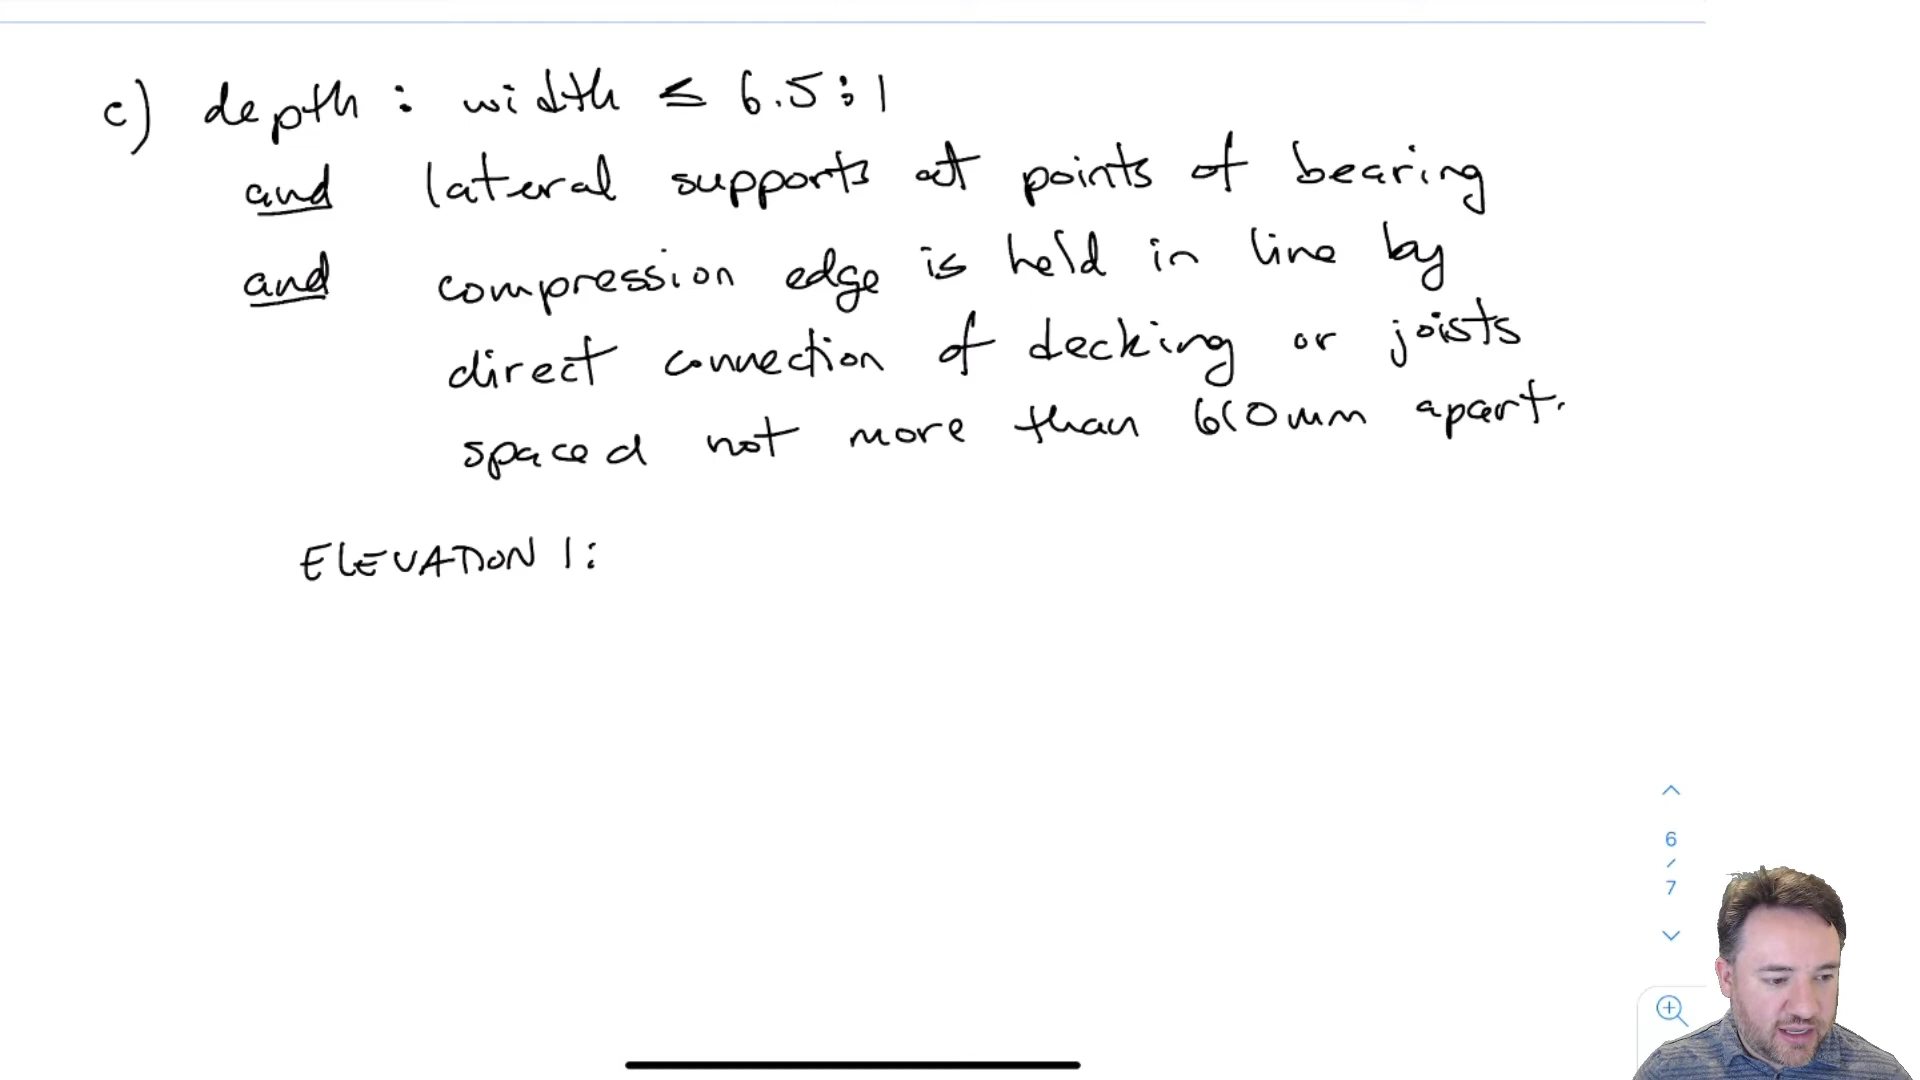 c) depth : width ≤ 6.5 : 1
and lateral supports at points of bearing
and compression edge is held in line by
direct connection of decking or joists
spaced not more than 610mm apart.
ELEVATION 1:
6
/
7